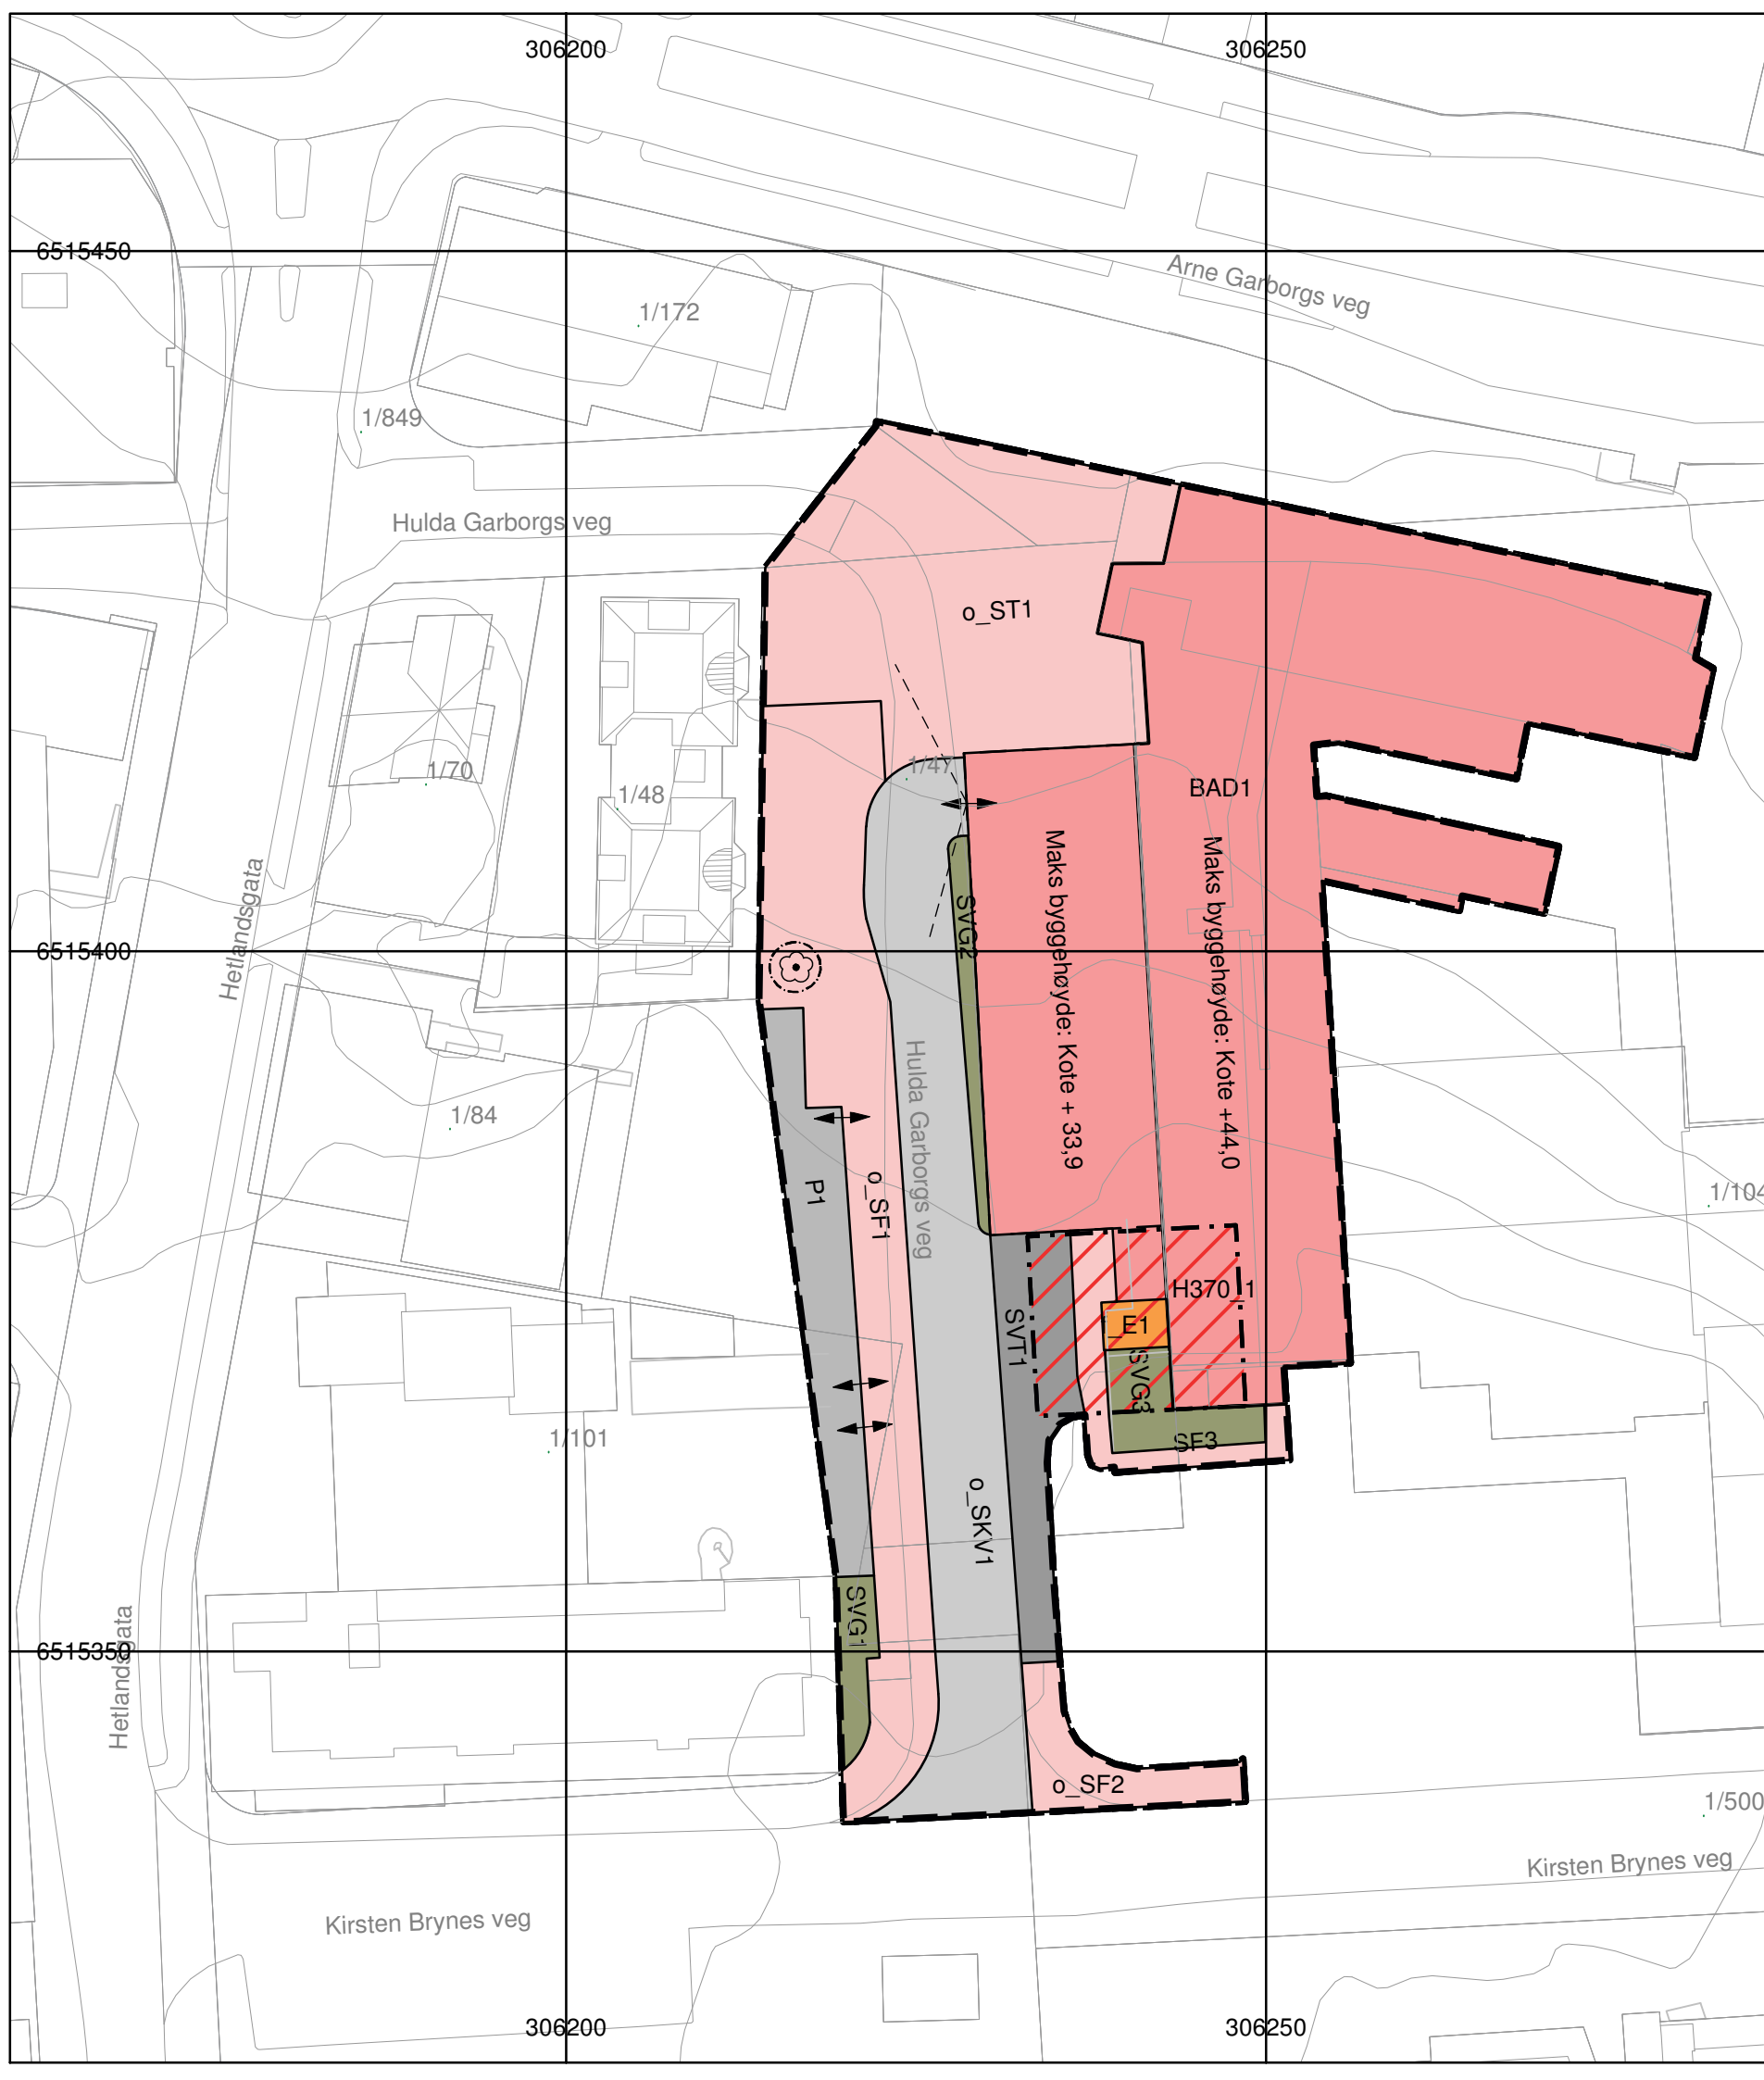 306200
306250
6515450
Arne Garborgs veg
1/172
1/849
Hulda Garborgs veg
o_ST1
1/47
1/70
1/48
BAD1
Maks byggehøyde: Kote + 33,9
Maks byggehøyde: Kote +44,0
Hetlandsgata
SVG2
6515400
Hulda Garborgs veg
1/84
P1
o_SF1
1/104
H370_1
_E1
SVT1
SVG3
1/101
SF3
o_SKV1
SVG1
6515350
Hetlandsgata
o_SF2
1/500
Kirsten Brynes veg
Kirsten Brynes veg
306200
306250